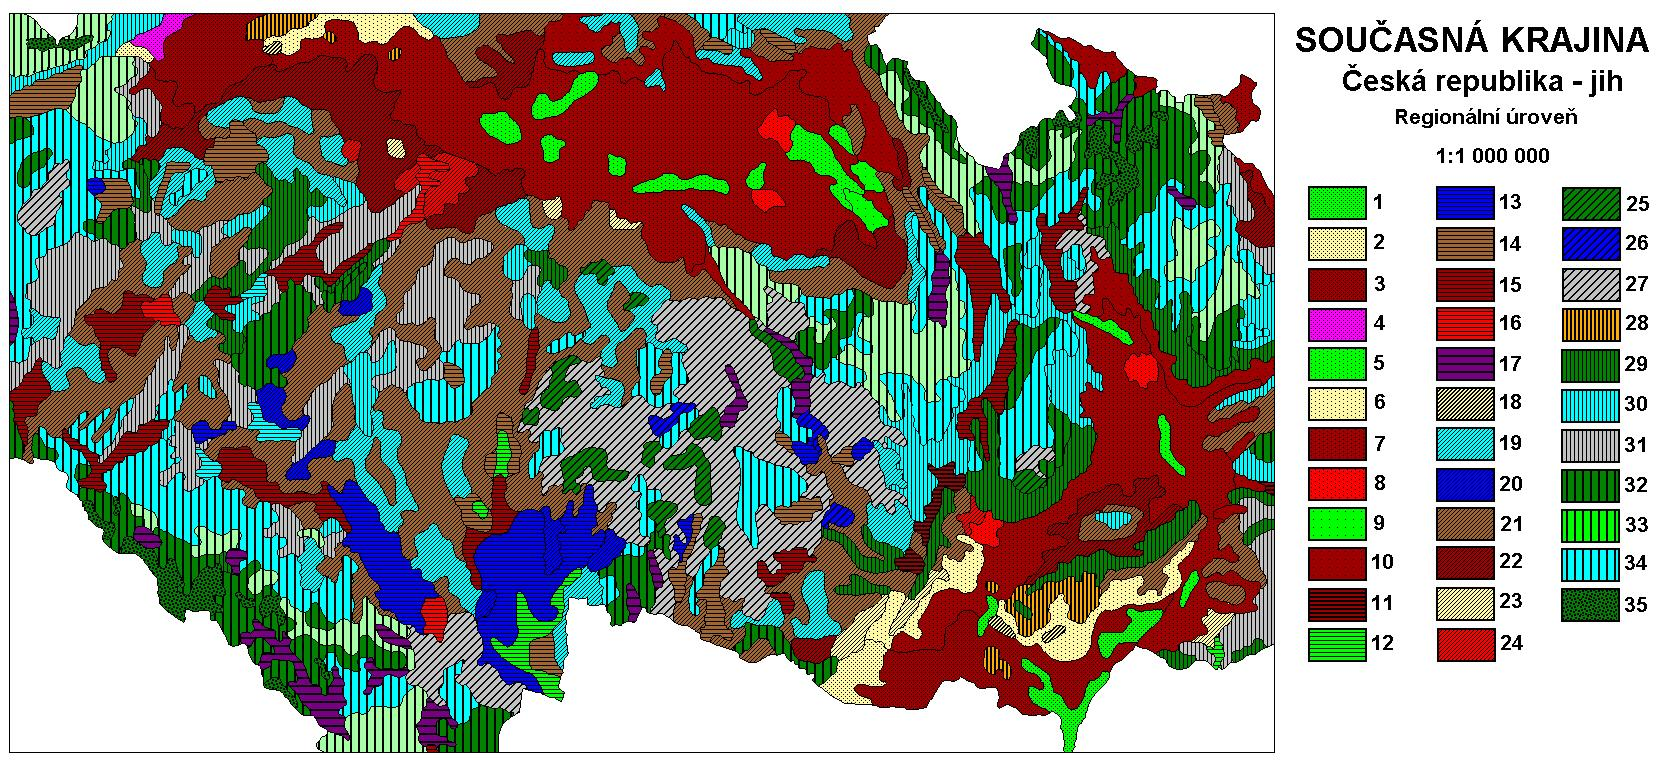 SOUČASNÁ KRAJINA
Česká republika - jih
Regionální úroveň
1:1 000 000
1 13 25
2 14 26
3 15 27
4 16 28
5 17 29
6 18 30
7 19 31
8 20 32
9 21 33
10 22 34
11 23 35
12 24